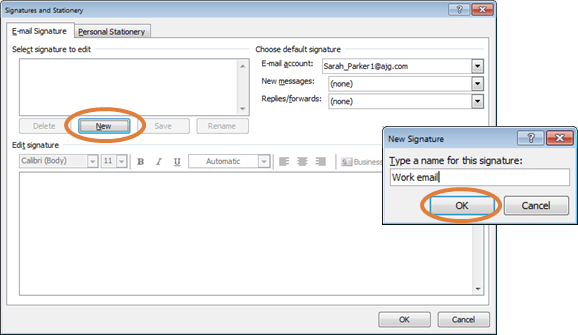 Signatures and Stationery
E-mail Signature Personal Stationery
Select signature to edit Choose default signature
E-mail account: Sarah_Parker1@ajg.com
New messages: (none)
Replies/forwards: (none)
Delete New Save Rename
Edit signature
Calibri (Body) 11 B I U Automatic Business
New Signature
Type a name for this signature:
Work email
OK Cancel
OK Cancel